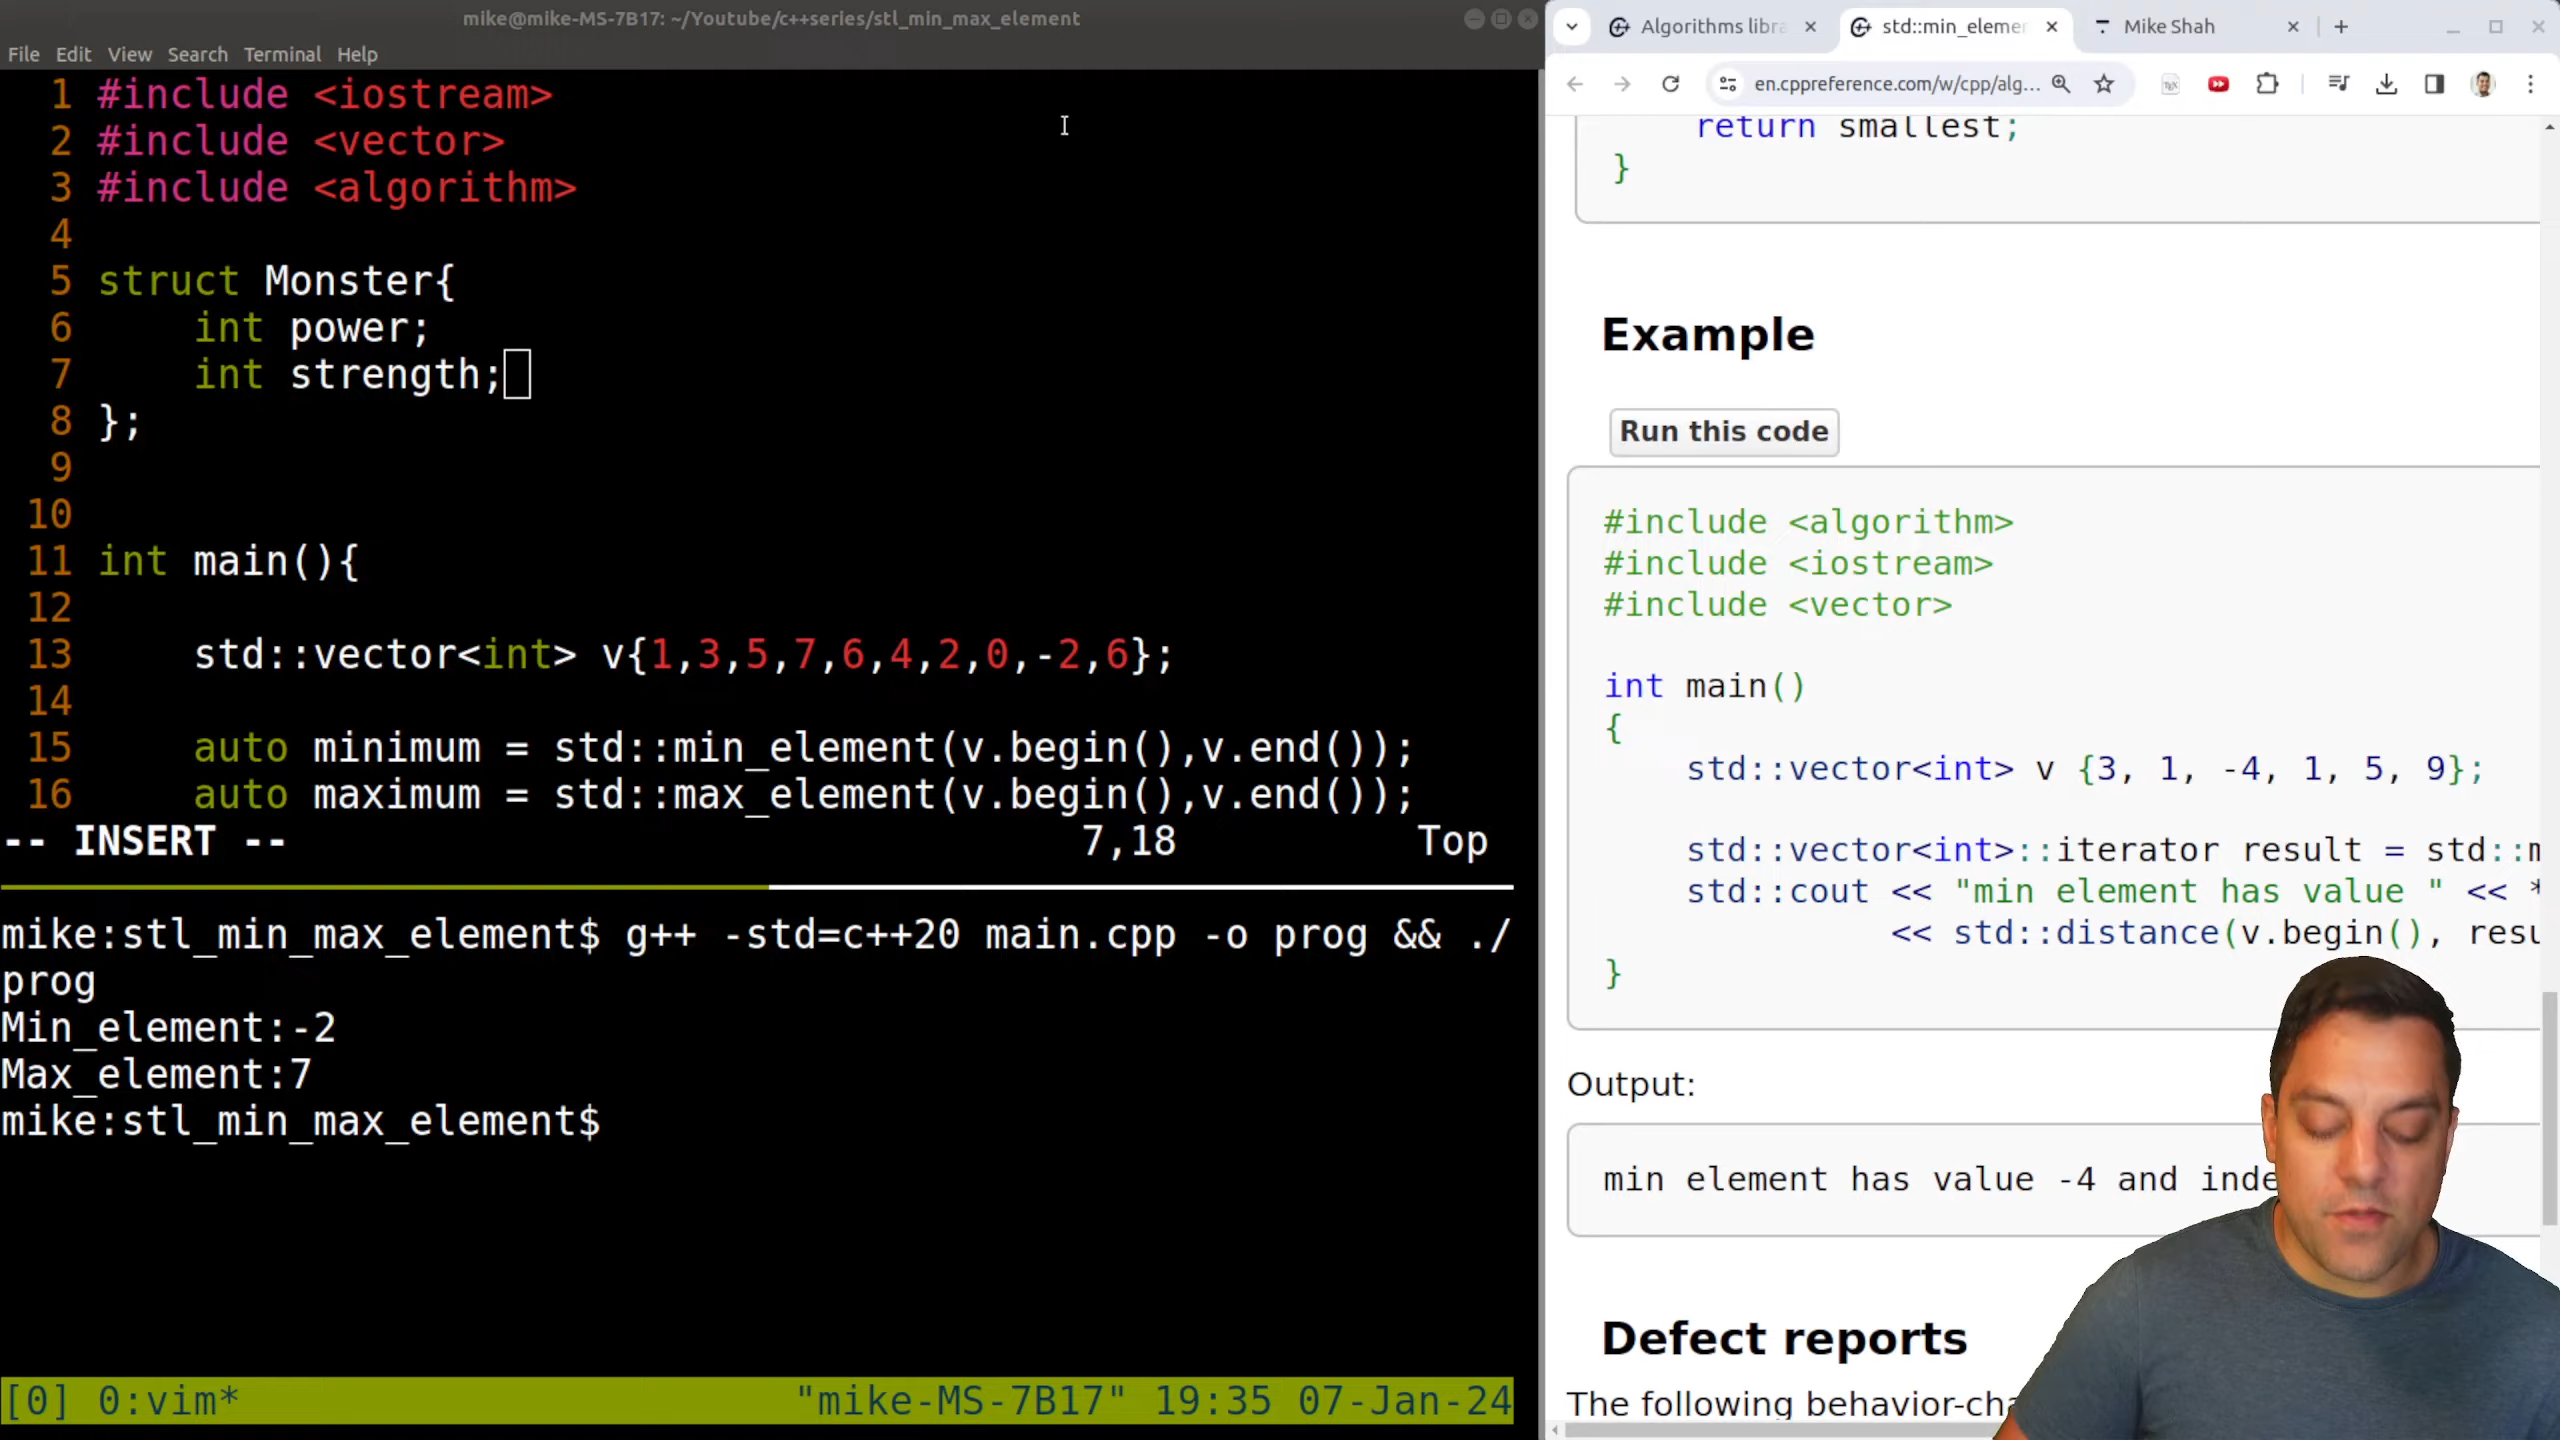 mike@mike-MS-7B17: ~/Youtube/c++series/stl_min_max_element
File Edit View Search Terminal Help
1 #include <iostream>
2 #include <vector>
3 #include <algorithm>
4
5 struct Monster{
6     int power;
7     int strength;
8 };
9
10
11 int main(){
12
13     std::vector<int> v{1,3,5,7,6,4,2,0,-2,6};
14
15     auto minimum = std::min_element(v.begin(),v.end());
16     auto maximum = std::max_element(v.begin(),v.end());
-- INSERT -- 7,18 Top
mike:stl_min_max_element$ g++ -std=c++20 main.cpp -o prog && ./
prog
Min_element:-2
Max_element:7
mike:stl_min_max_element$
[0] 0:vim* "mike-MS-7B17" 19:35 07-Jan-24
Algorithms libra
std::min_elemen
Mike Shah
en.cppreference.com/w/cpp/alg...
return smallest;
}
Example
Run this code
#include <algorithm>
#include <iostream>
#include <vector>
int main()
{
    std::vector<int> v {3, 1, -4, 1, 5, 9};
    std::vector<int>::iterator result = std::m
    std::cout << "min element has value " << *
              << std::distance(v.begin(), resu
}
Output:
min element has value -4 and inde
Defect reports
The following behavior-cha